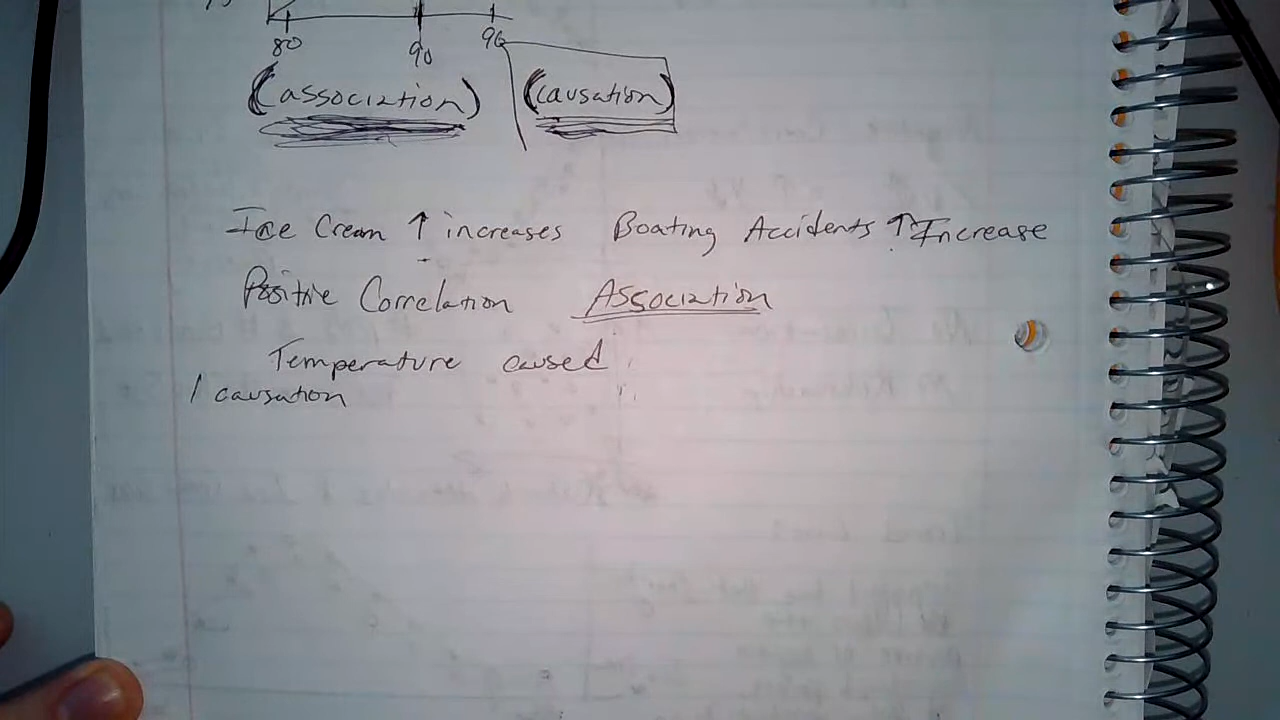 80 90 96
(association) (causation)
Ice Cream ↑ increases Boating Accidents ↑ Increase
Positive Correlation Association
Temperature caused
causation